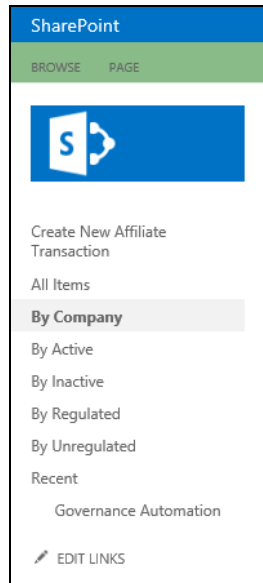 SharePoint
BROWSE PAGE
S
Create New Affiliate
Transaction
All Items
By Company
By Active
By Inactive
By Regulated
By Unregulated
Recent
Governance Automation
EDIT LINKS